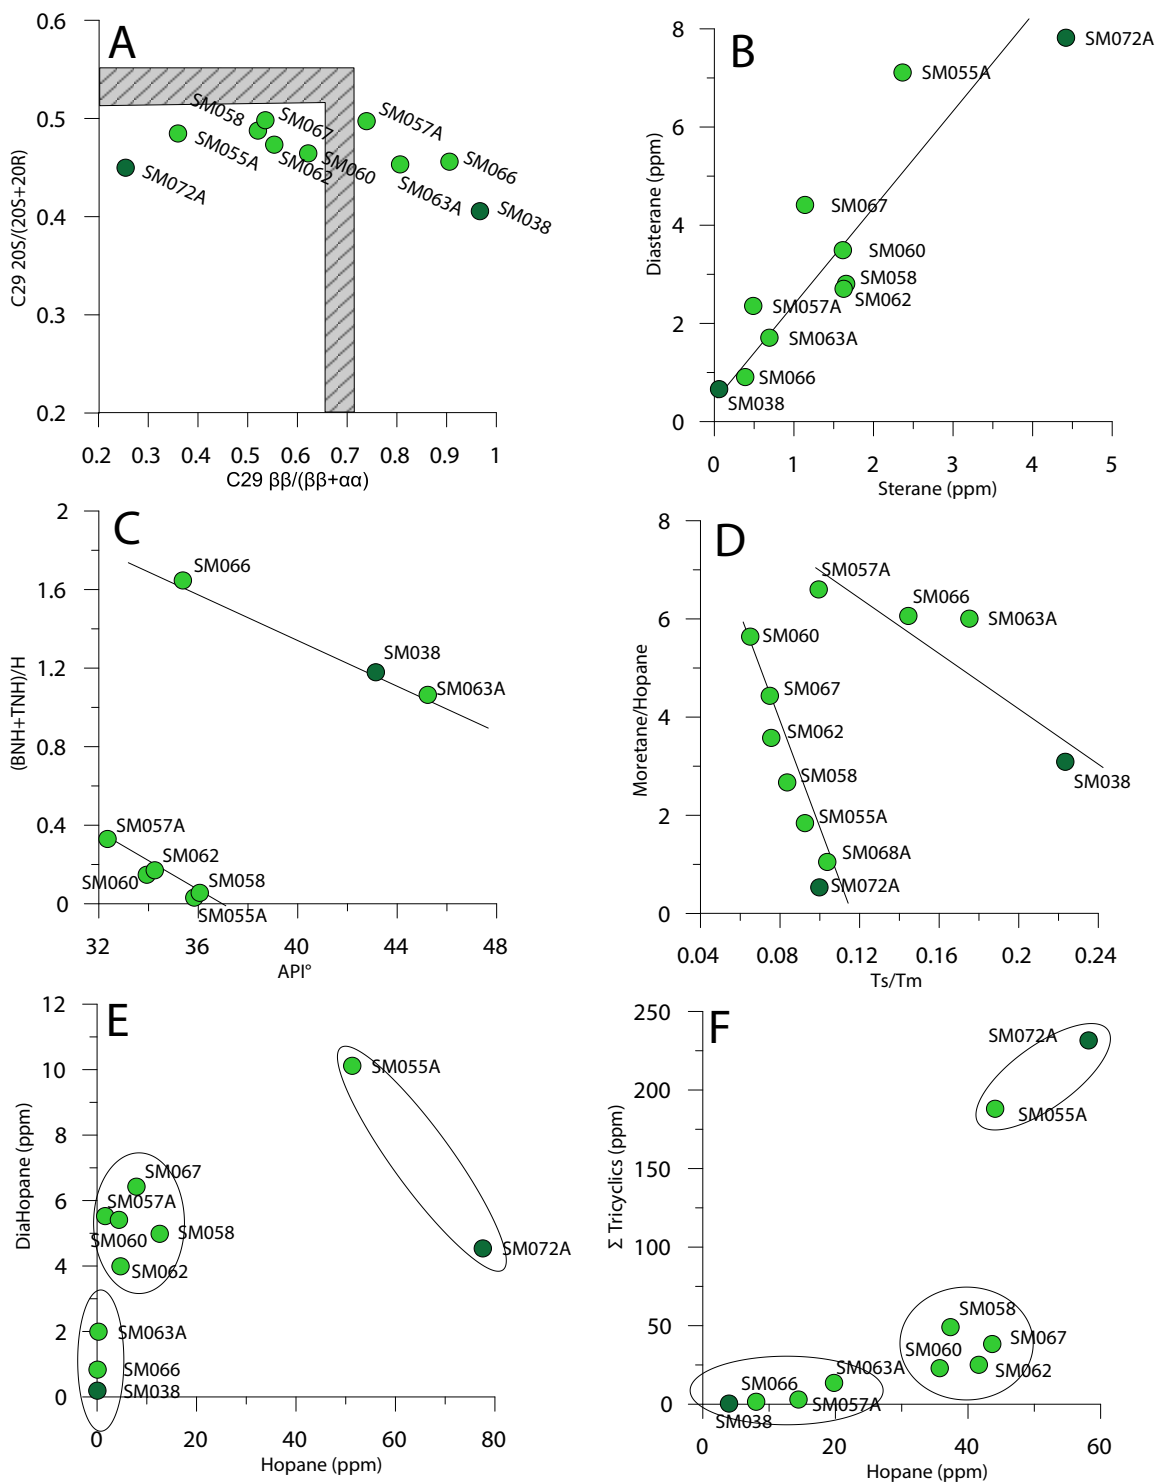 A
0.6
0.5
0.4
0.3
0.2
C29 20S/(20S+20R)
SM058
SM067
SM057A
SM055A
SM062
SM060
SM066
SM072A
SM063A
SM038
0.2 0.3 0.4 0.5 0.6 0.7 0.8 0.9 1
C29 ββ/(ββ+αα)
B
8
6
4
2
0
Diasterane (ppm)
SM072A
SM055A
SM067
SM060
SM058
SM062
SM057A
SM063A
SM066
SM038
0 1 2 3 4 5
Sterane (ppm)
C
2
1.6
1.2
0.8
0.4
0
(BNH+TNH)/H
SM066
SM038
SM063A
SM057A
SM062
SM060
SM058
SM055A
32 36 40 44 48
API°
D
8
6
4
2
0
Moretane/Hopane
SM057A
SM066
SM063A
SM060
SM067
SM062
SM058
SM038
SM055A
SM068A
SM072A
0.04 0.08 0.12 0.16 0.2 0.24
Ts/Tm
E
12
10
8
6
4
2
0
DiaHopane (ppm)
SM055A
SM067
SM057A
SM060
SM058
SM072A
SM062
SM063A
SM066
SM038
0 20 40 60 80
Hopane (ppm)
F
250
200
150
100
50
0
Σ Tricyclics (ppm)
SM072A
SM055A
SM058
SM067
SM060
SM062
SM063A
SM066
SM057A
SM038
0 20 40 60
Hopane (ppm)